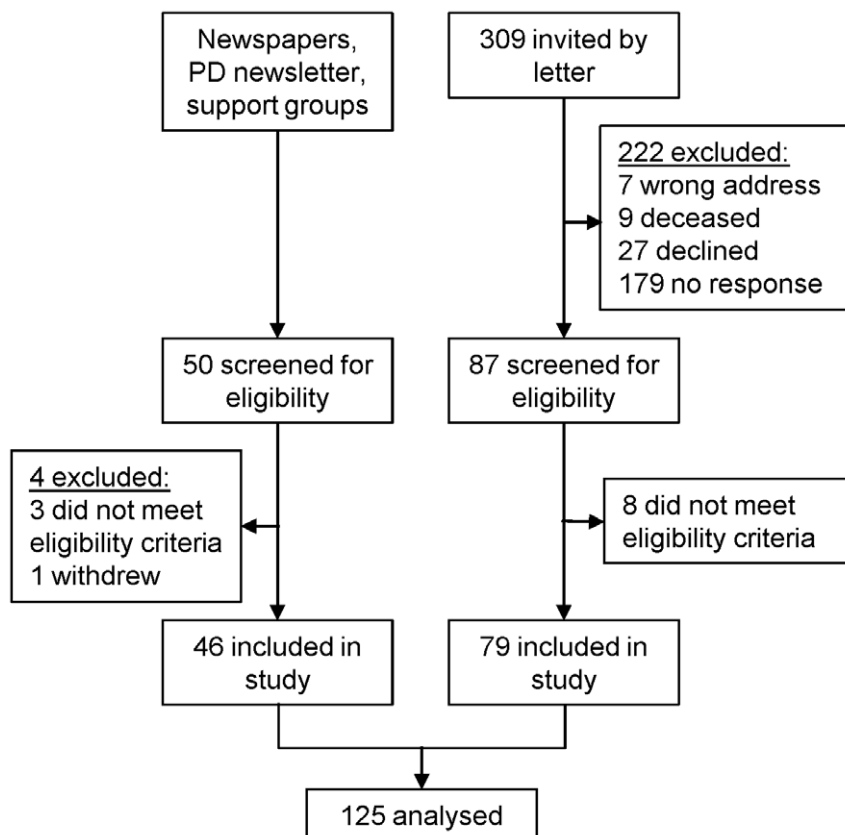 Newspapers,
PD newsletter,
support groups
309 invited by
letter
222 excluded:
7 wrong address
9 deceased
27 declined
179 no response
50 screened for
eligibility
87 screened for
eligibility
4 excluded:
3 did not meet
eligibility criteria
1 withdrew
8 did not meet
eligibility criteria
46 included in
study
79 included in
study
125 analysed